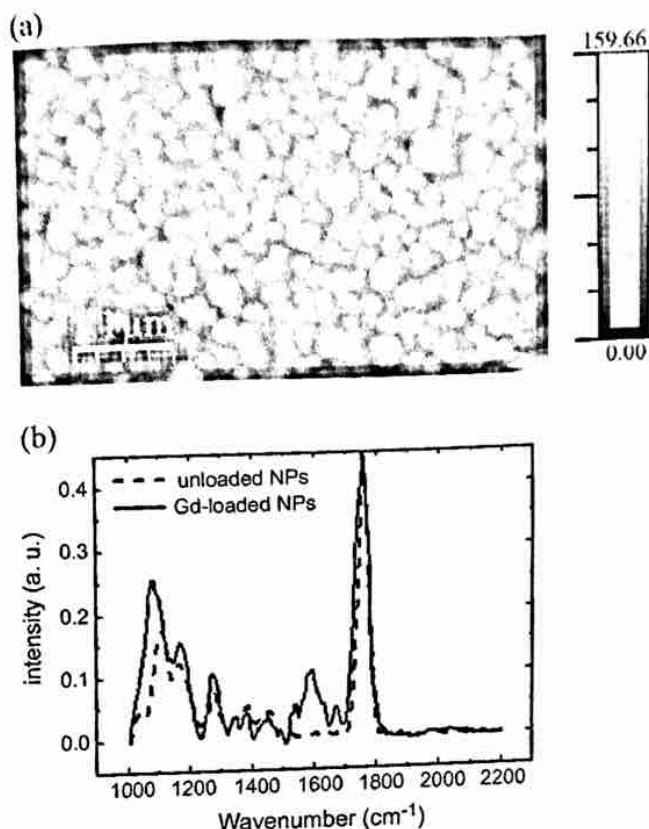 (a)
159.66
0.00
(b)
unloaded NPs
Gd-loaded NPs
0.4
0.3
0.2
0.1
0.0
intensity (a. u.)
1000 1200 1400 1600 1800 2000 2200
Wavenumber (cm⁻¹)